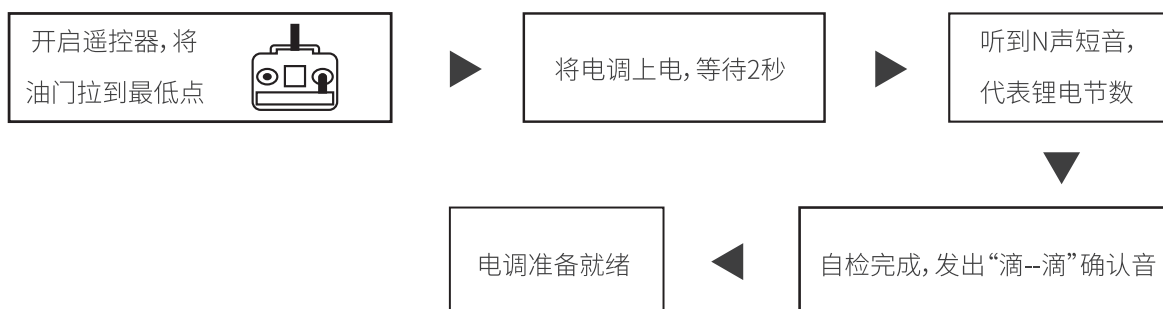 开启遥控器,将
油门拉到最低点
将电调上电,等待2秒
听到N声短音,
代表锂电节数
自检完成,发出“滴--滴”确认音
电调准备就绪